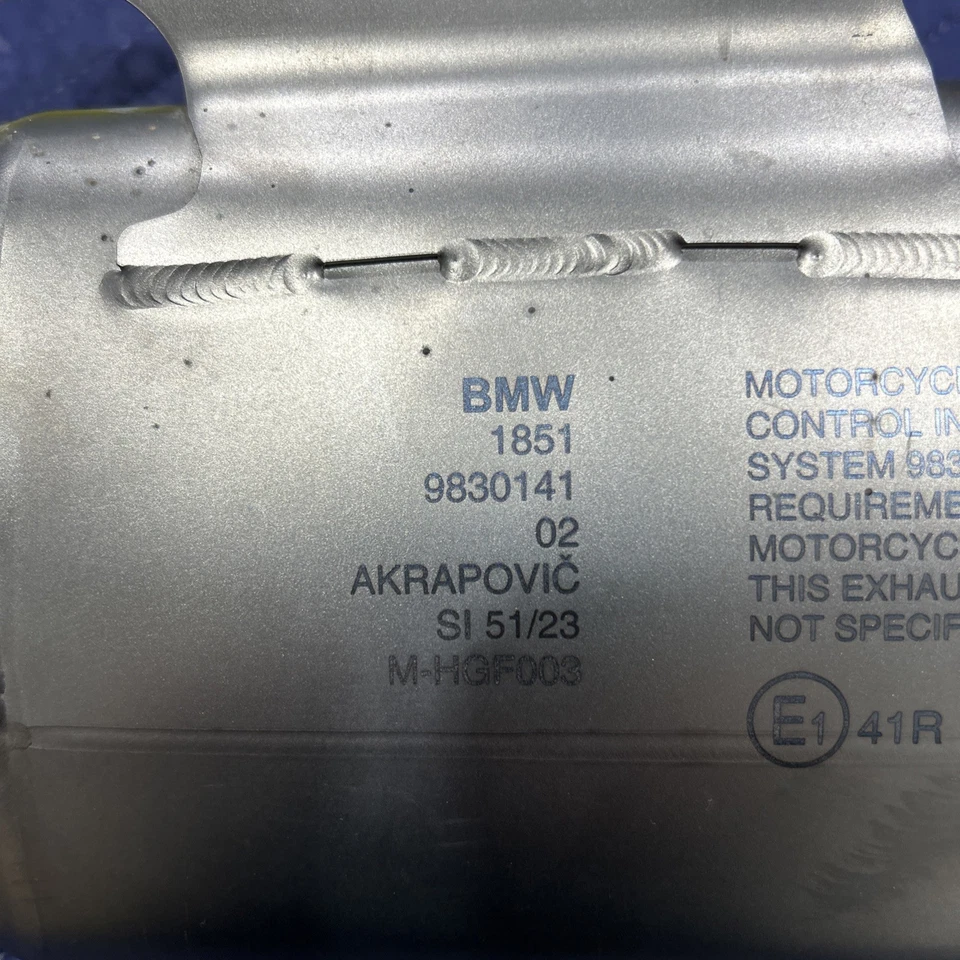 BMW
1851
9830141
02
AKRAPOVIČ
SI 51/23
M-HGF003
MOTORCYC
CONTROL IN
SYSTEM 983
REQUIREME
MOTORCYC
THIS EXHAU
NOT SPECIF
E1 41R